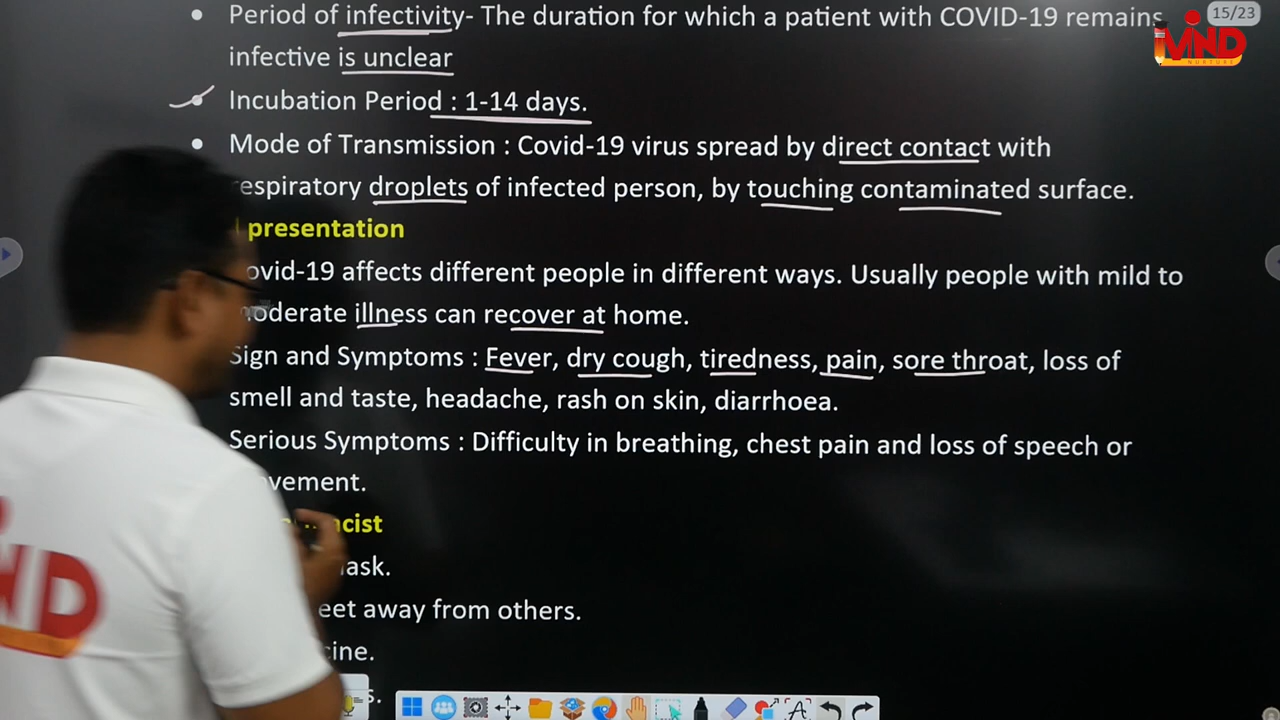 Period of infectivity- The duration for which a patient with COVID-19 remains
15/23
MIND
NURTURE
infective is unclear
Incubation Period : 1-14 days.
Mode of Transmission : Covid-19 virus spread by direct contact with
respiratory droplets of infected person, by touching contaminated surface.
presentation
ovid-19 affects different people in different ways. Usually people with mild to
moderate illness can recover at home.
Sign and Symptoms : Fever, dry cough, tiredness, pain, sore throat, loss of
smell and taste, headache, rash on skin, diarrhoea.
Serious Symptoms : Difficulty in breathing, chest pain and loss of speech or
vement.
cist
ask.
eet away from others.
cine.
s.
ND